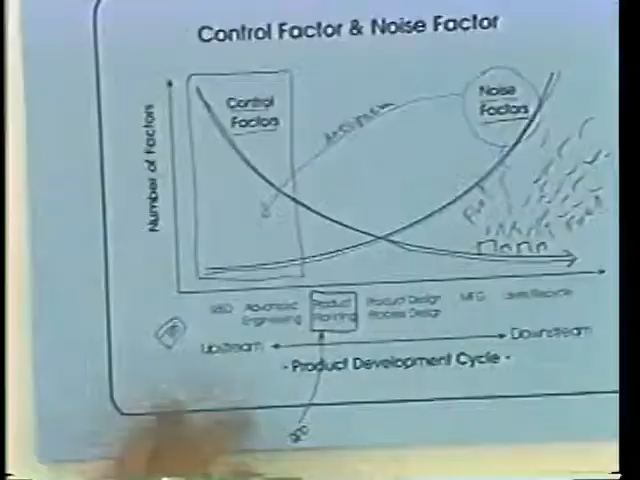 Control Factor & Noise Factor
Control
Factors
Noise
Factors
Number of Factors
R&D
Advanced
Engineering
Product
Planning
Product Design
Process Design
MFG
Upstream
Downstream
- Product Development Cycle -